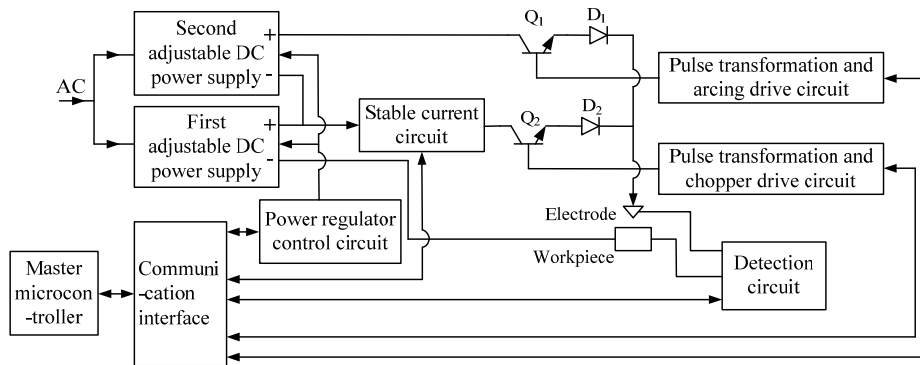 AC
Second
adjustable DC
power supply
+
-
First
adjustable DC
power supply
+
-
Stable current
circuit
Q1
D1
Q2
D2
Pulse transformation and
arcing drive circuit
Pulse transformation and
chopper drive circuit
Power regulator
control circuit
Electrode
Workpiece
Detection
circuit
Master
microcon
-troller
Communi
-cation
interface